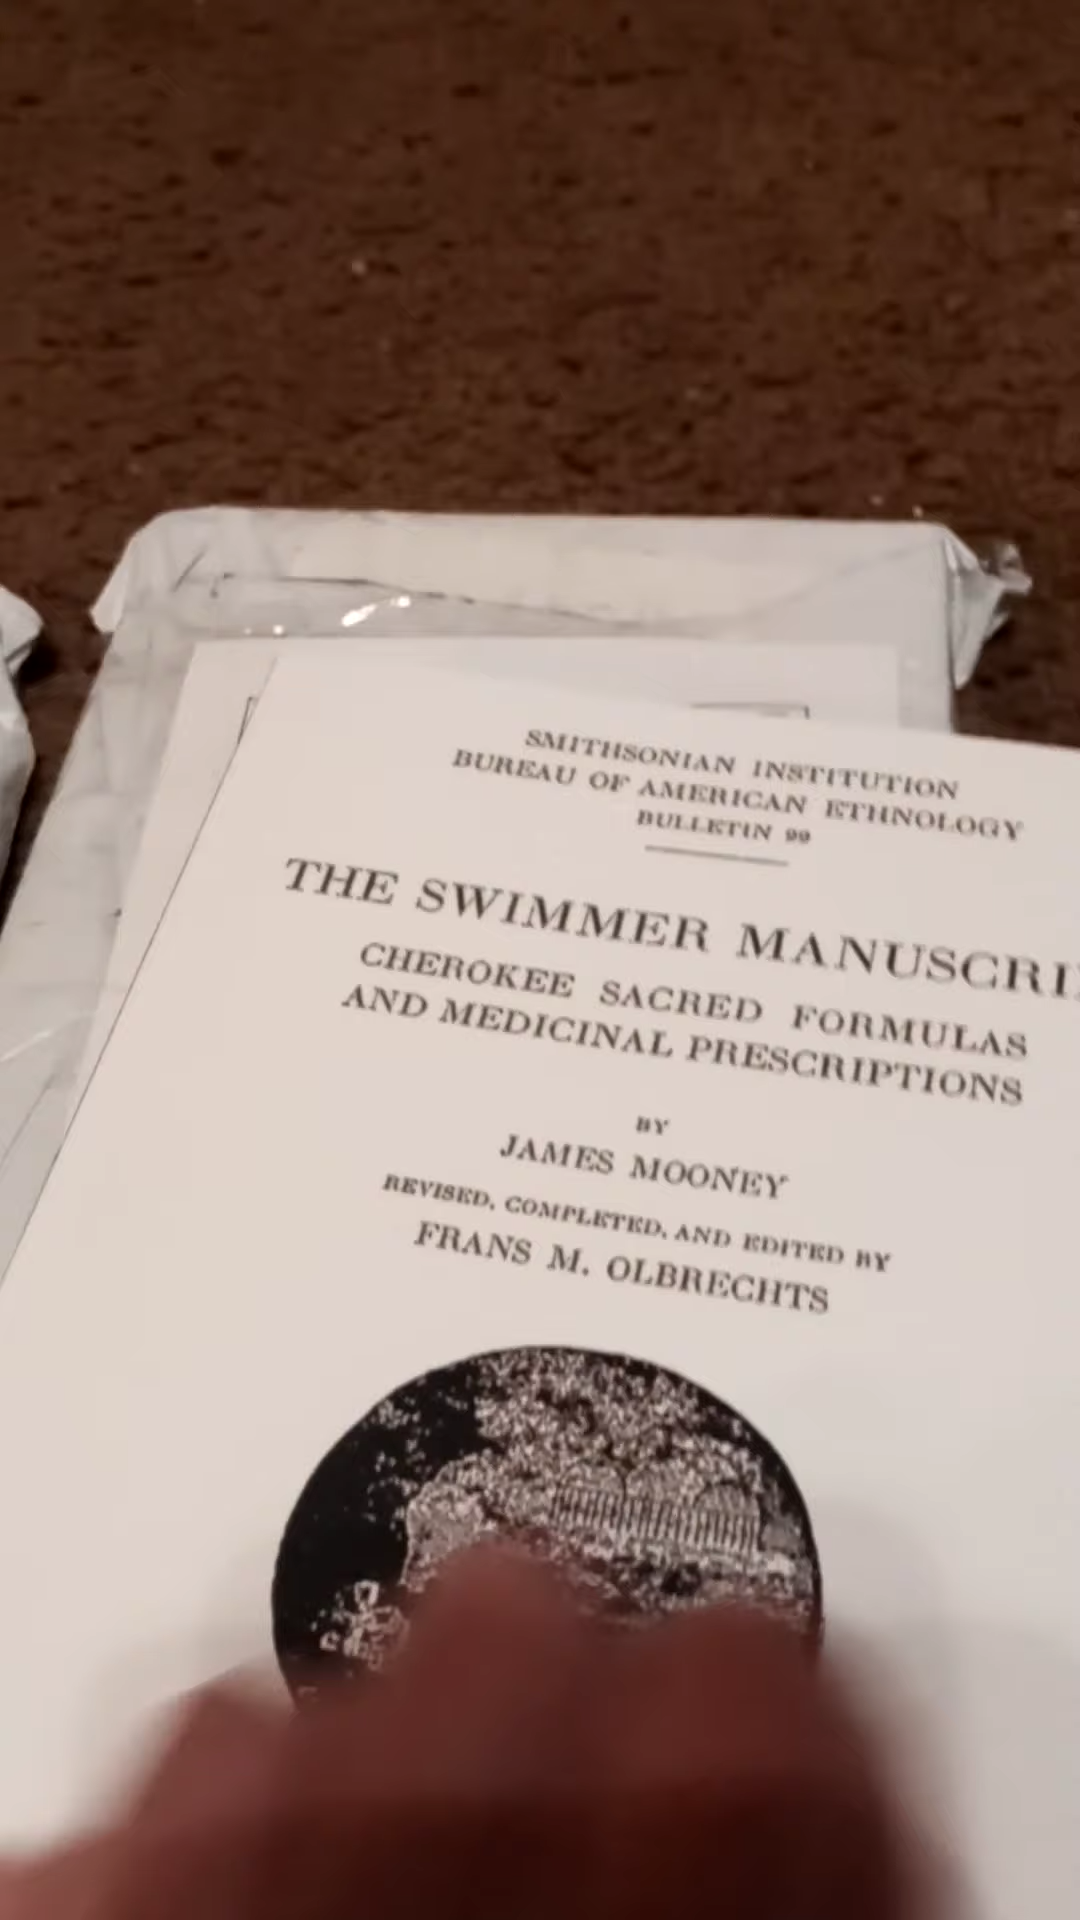 SMITHSONIAN INSTITUTION
BUREAU OF AMERICAN ETHNOLOGY
BULLETIN 99
THE SWIMMER MANUSCRI
CHEROKEE SACRED FORMULAS
AND MEDICINAL PRESCRIPTIONS
BY
JAMES MOONEY
REVISED, COMPLETED, AND EDITED BY
FRANS M. OLBRECHTS